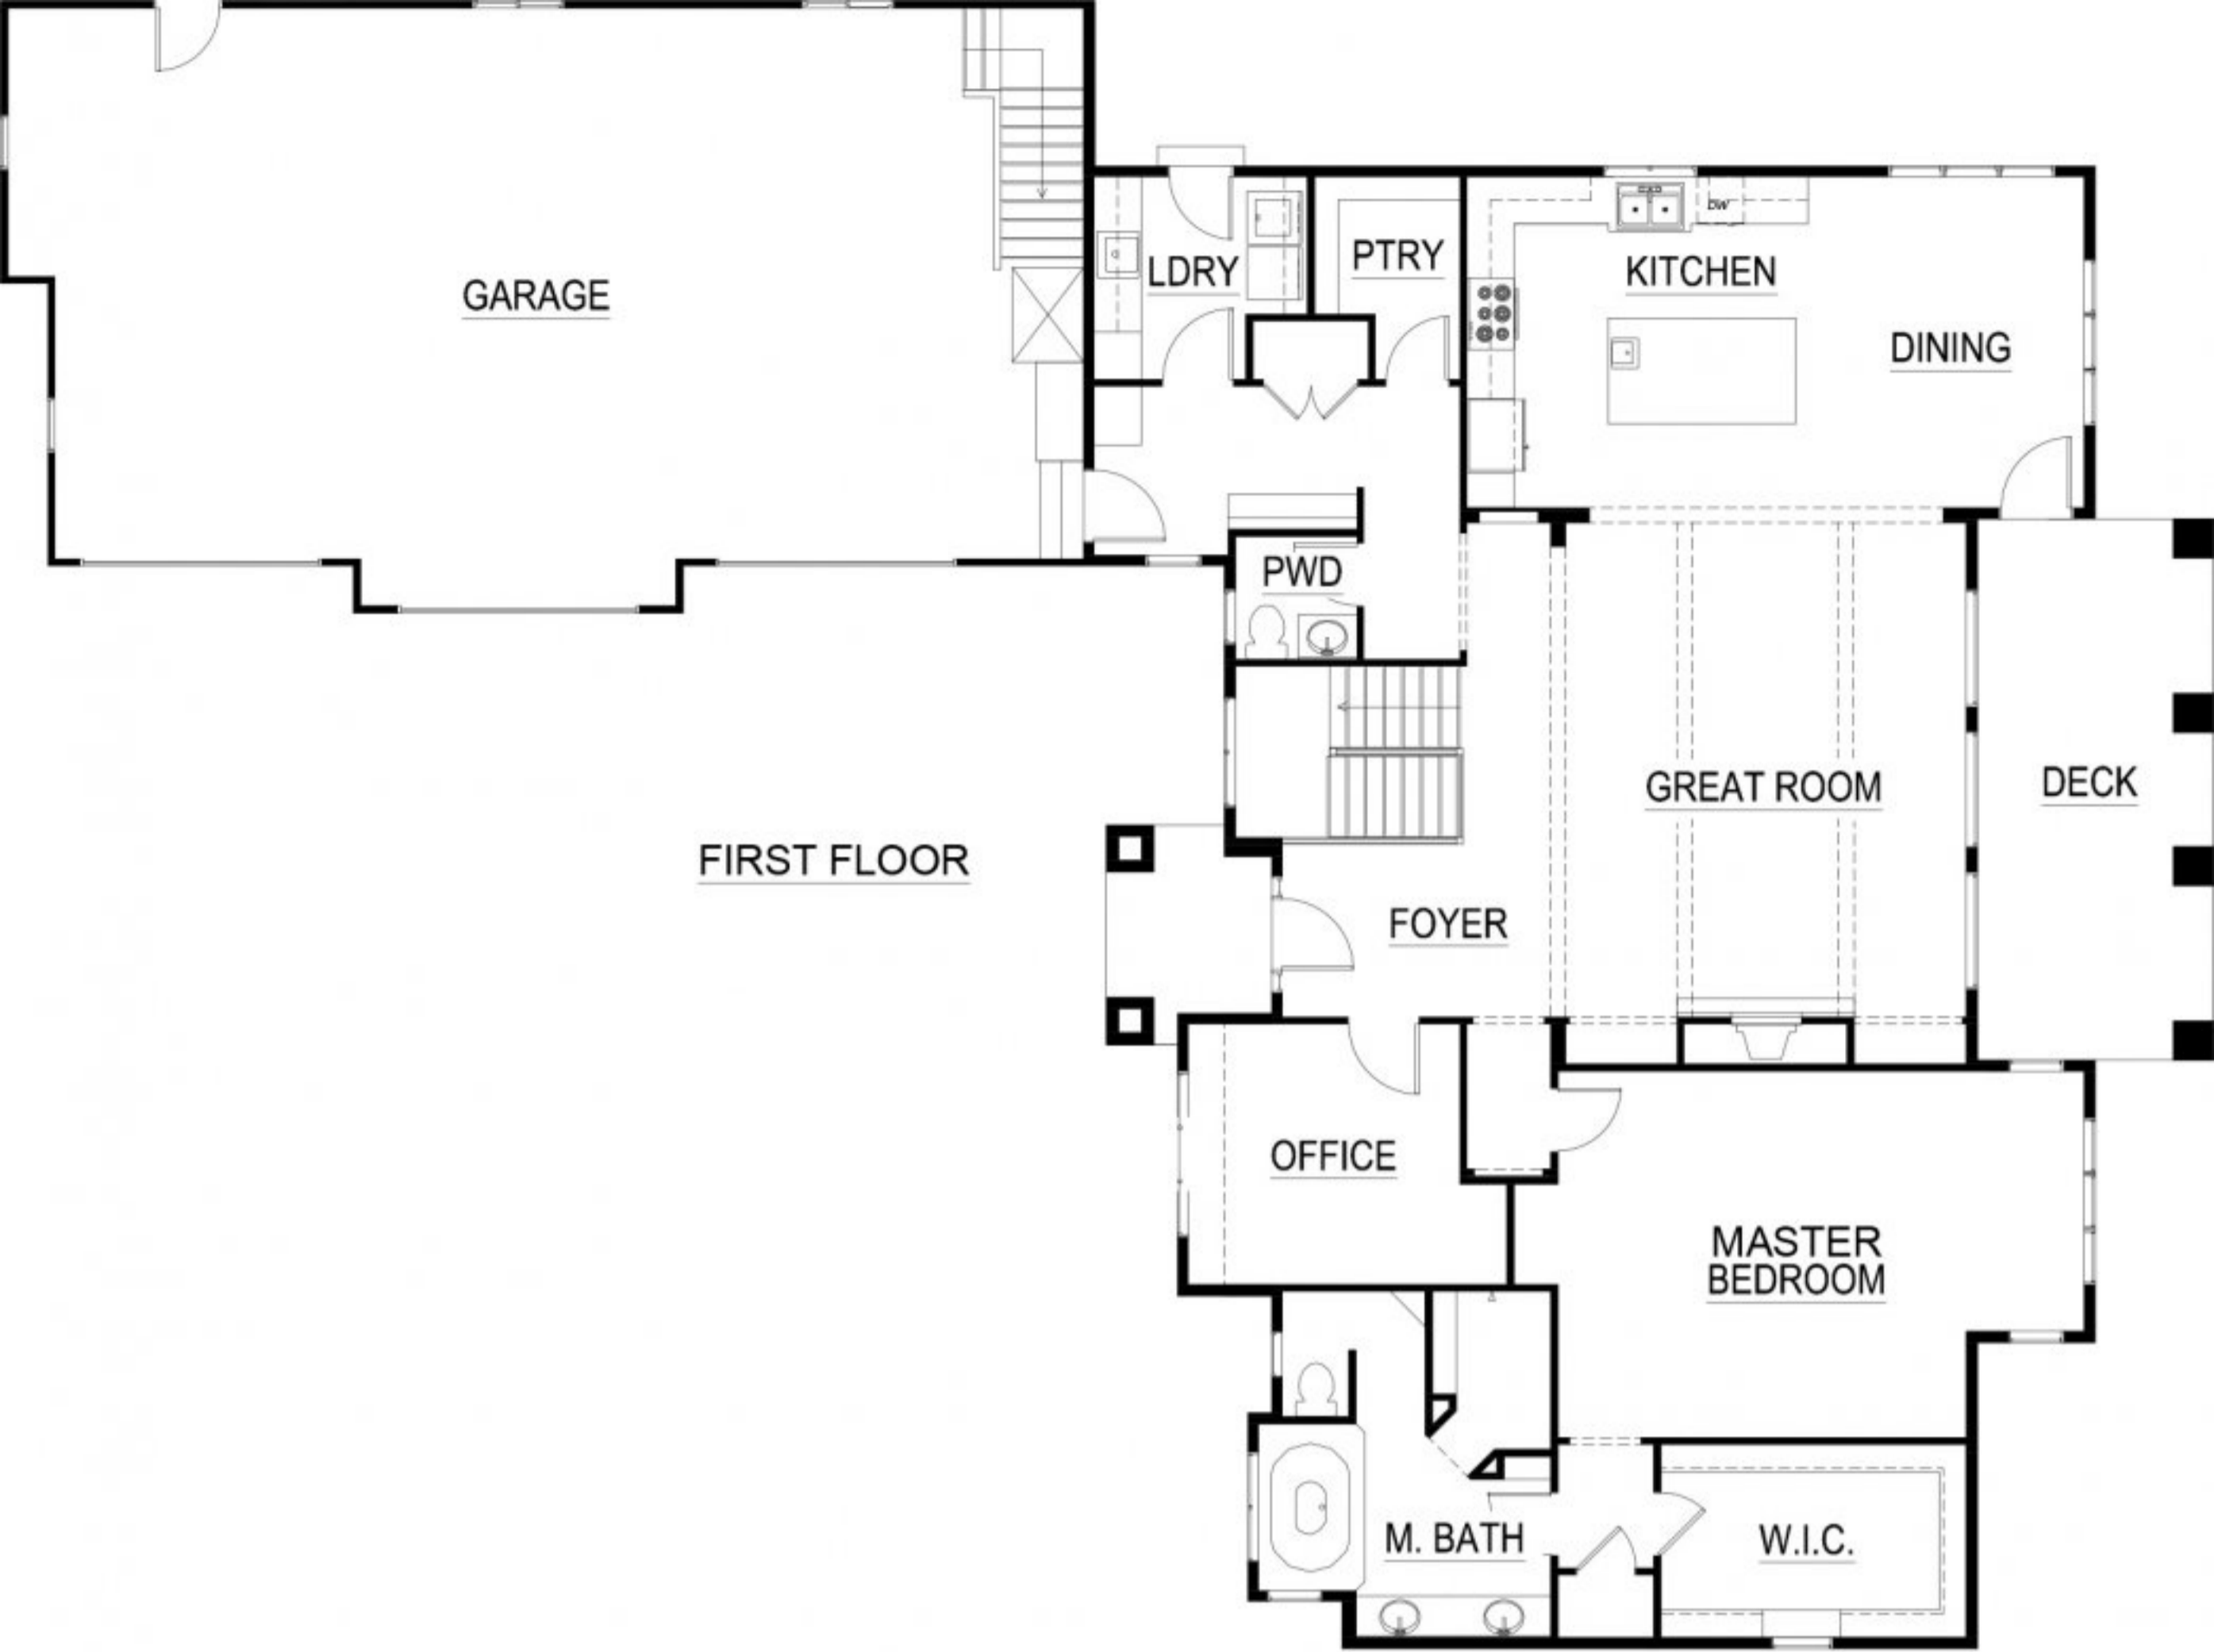 GARAGE
LDRY
PTRY
KITCHEN
DW
DINING
PWD
GREAT ROOM
DECK
FIRST FLOOR
FOYER
OFFICE
MASTER
BEDROOM
M. BATH
W.I.C.